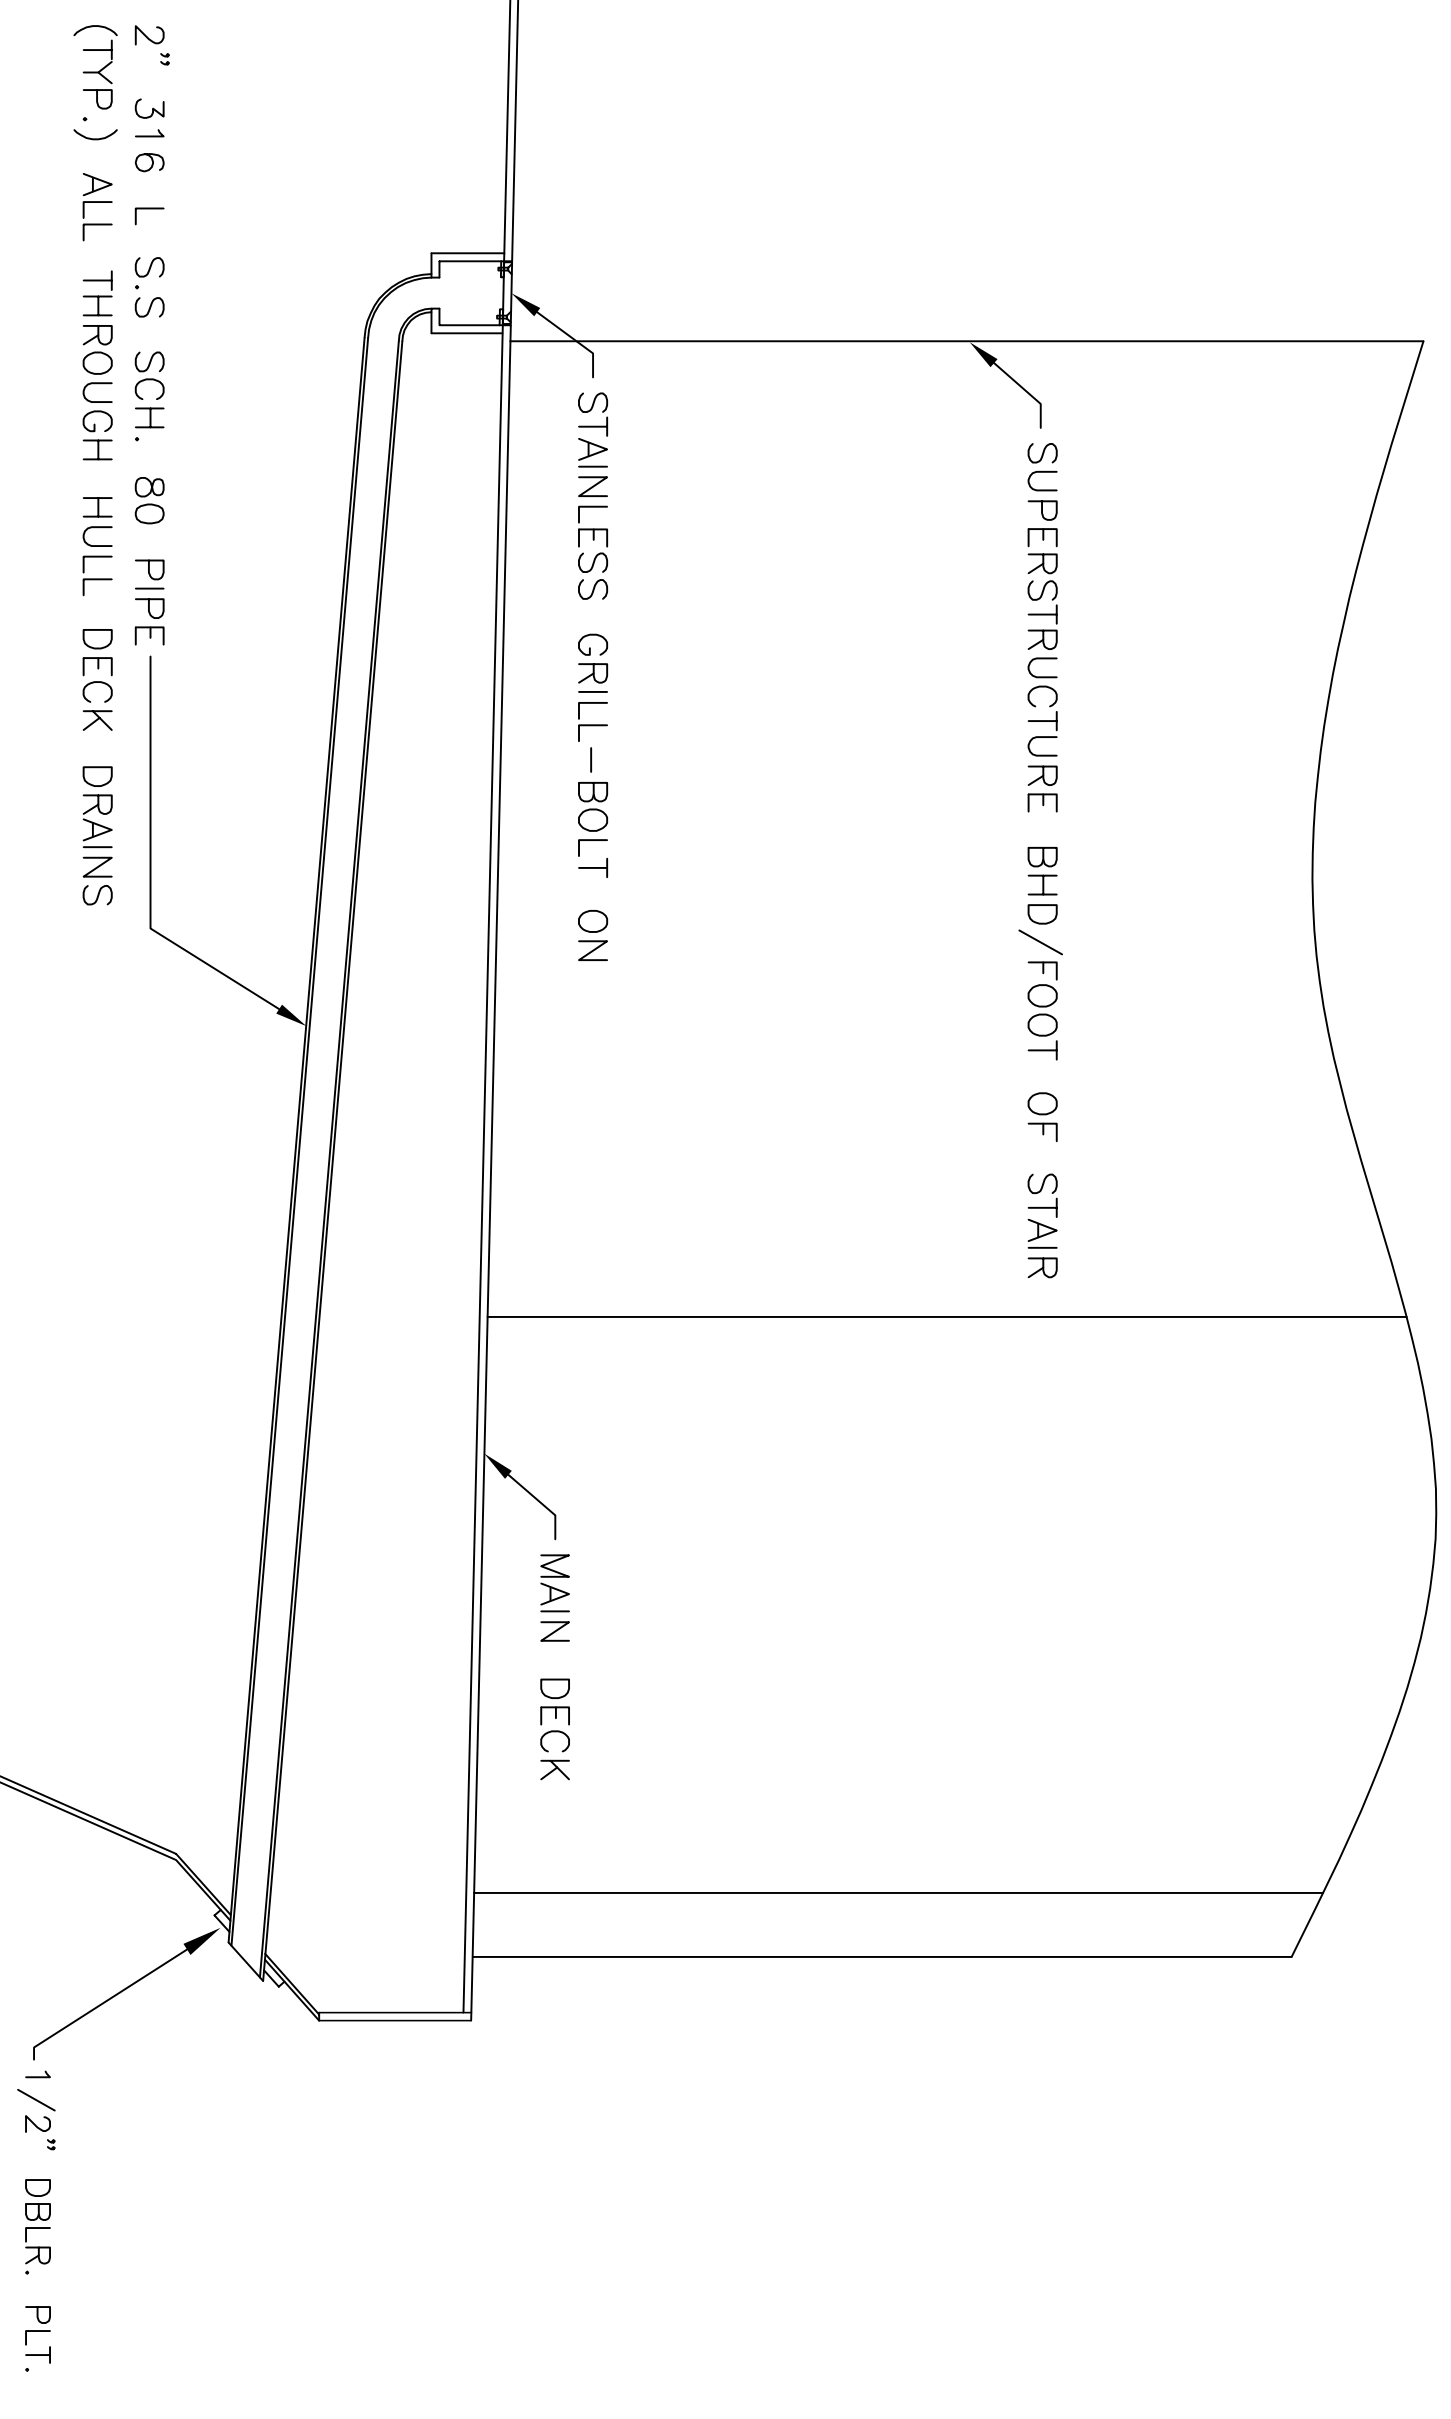 SUPERSTRUCTURE BHD/FOOT OF STAIR
STAINLESS GRILL-BOLT ON
MAIN DECK
2" 316 L S.S SCH. 80 PIPE
(TYP.) ALL THROUGH HULL DECK DRAINS
1/2" DBLR. PLT.